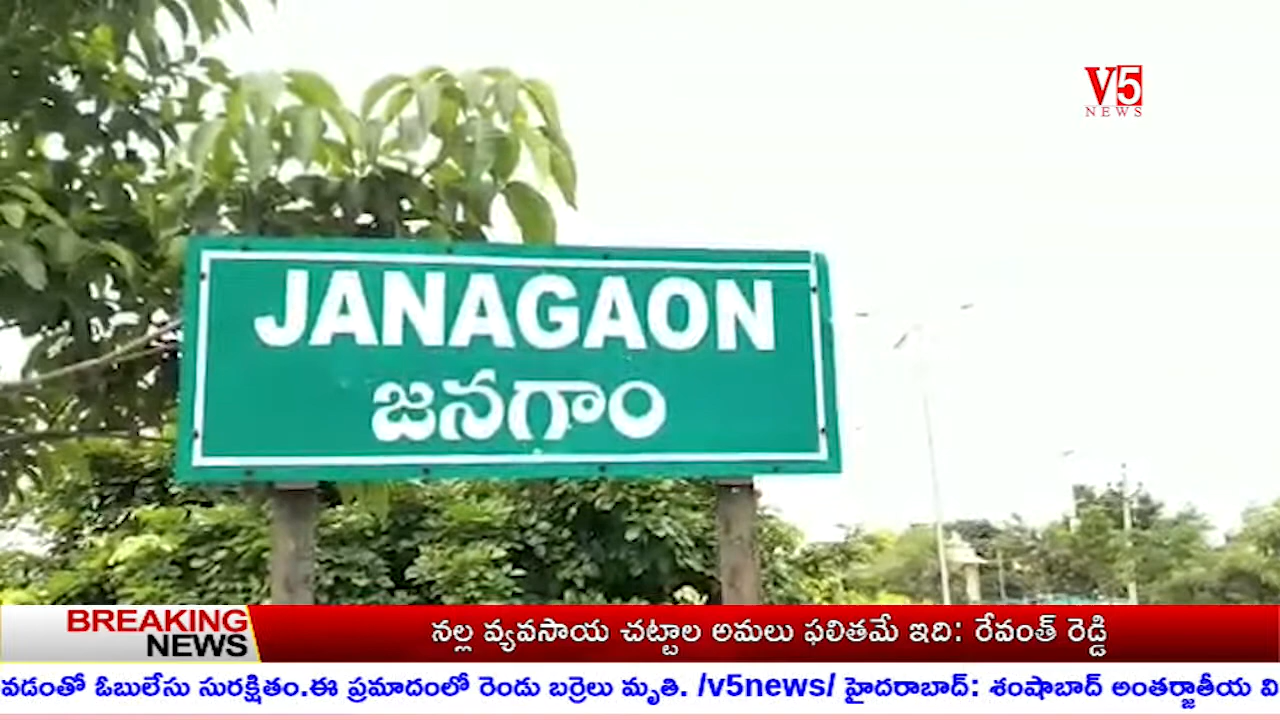 V5
NEWS
JANAGAON
జనగాం
BREAKING
NEWS
నల్ల వ్యవసాయ చట్టాల అమలు ఫలితమే ఇది: రేవంత్ రెడ్డి
వడంతో ఓబులేసు సురక్షితం.ఈ ప్రమాదంలో రెండు బర్రెలు మృతి. /v5news/ హైదరాబాద్: శంషాబాద్ అంతర్జాతీయ వి